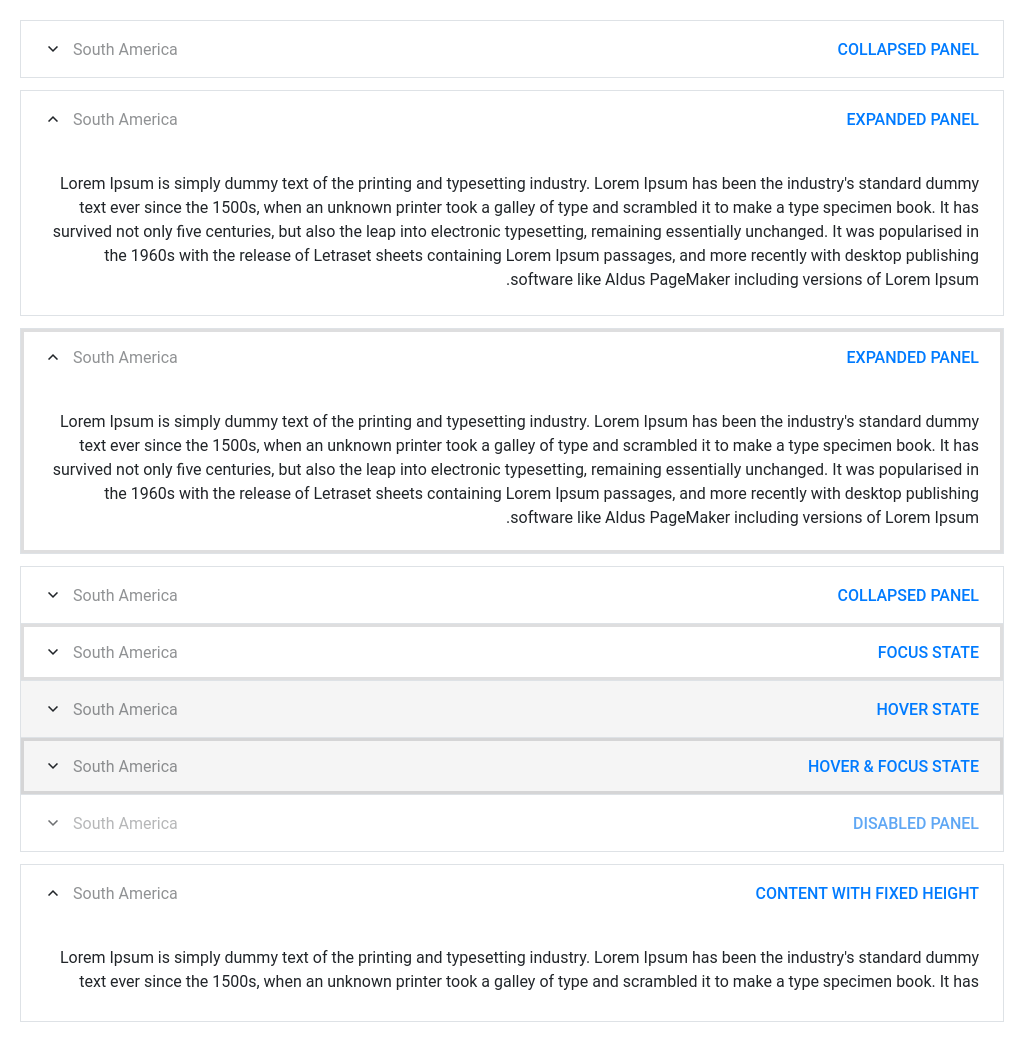 COLLAPSED PANEL South America
EXPANDED PANEL South America
Lorem Ipsum is simply dummy text of the printing and typesetting industry. Lorem Ipsum has been the industry's standard dummy
text ever since the 1500s, when an unknown printer took a galley of type and scrambled it to make a type specimen book. It has
survived not only five centuries, but also the leap into electronic typesetting, remaining essentially unchanged. It was popularised in
the 1960s with the release of Letraset sheets containing Lorem Ipsum passages, and more recently with desktop publishing
.software like Aldus PageMaker including versions of Lorem Ipsum
EXPANDED PANEL South America
Lorem Ipsum is simply dummy text of the printing and typesetting industry. Lorem Ipsum has been the industry's standard dummy
text ever since the 1500s, when an unknown printer took a galley of type and scrambled it to make a type specimen book. It has
survived not only five centuries, but also the leap into electronic typesetting, remaining essentially unchanged. It was popularised in
the 1960s with the release of Letraset sheets containing Lorem Ipsum passages, and more recently with desktop publishing
.software like Aldus PageMaker including versions of Lorem Ipsum
COLLAPSED PANEL South America
FOCUS STATE South America
HOVER STATE South America
HOVER & FOCUS STATE South America
DISABLED PANEL South America
CONTENT WITH FIXED HEIGHT South America
Lorem Ipsum is simply dummy text of the printing and typesetting industry. Lorem Ipsum has been the industry's standard dummy
text ever since the 1500s, when an unknown printer took a galley of type and scrambled it to make a type specimen book. It has